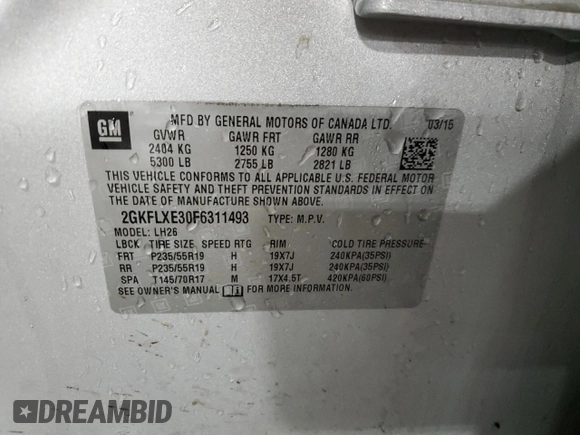 GM
MFD BY GENERAL MOTORS OF CANADA LTD. 03/15
GVWR GAWR FRT GAWR RR
2404 KG 1250 KG 1280 KG
5300 LB 2755 LB 2821 LB
THIS VEHICLE CONFORMS TO ALL APPLICABLE U.S. FEDERAL MOTOR
VEHICLE SAFETY AND THEFT PREVENTION STANDARDS IN EFFECT ON THE
DATE OF MANUFACTURE SHOWN ABOVE.
2GKFLXE30F6311493 TYPE: M.P.V.
MODEL: LH26
LBCK TIRE SIZE SPEED RTG RIM COLD TIRE PRESSURE
FRT P235/55R19 H 19X7J 240KPA(35PSI)
RR P235/55R19 H 19X7J 240KPA(35PSI)
SPA T145/70R17 M 17X4.5T 420KPA(60PSI)
SEE OWNER'S MANUAL FOR MORE INFORMATION.
DREAMBID